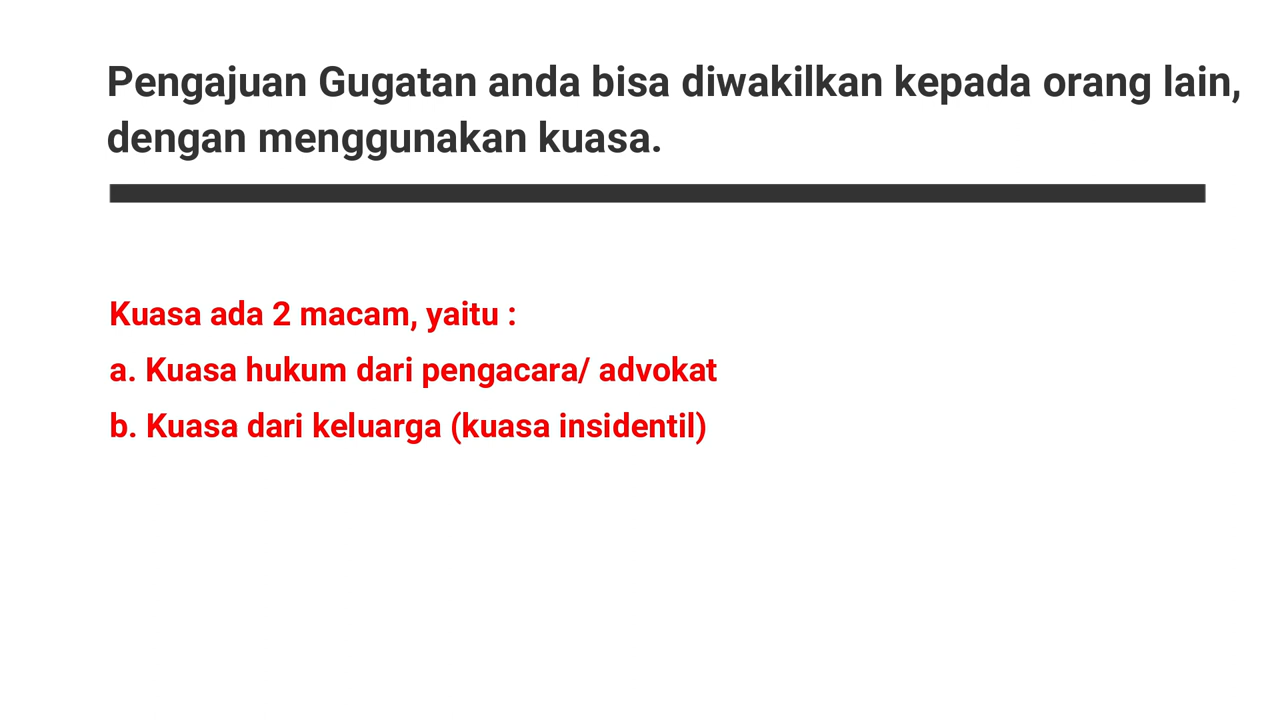 Pengajuan Gugatan anda bisa diwakilkan kepada orang lain,
dengan menggunakan kuasa.
Kuasa ada 2 macam, yaitu :
a. Kuasa hukum dari pengacara/ advokat
b. Kuasa dari keluarga (kuasa insidentil)